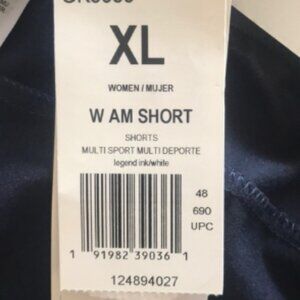 XL
WOMEN / MUJER
W AM SHORT
SHORTS
MULTI SPORT MULTI DEPORTE
legend ink/white
48
690
UPC
1 91982 39036 1
124894027